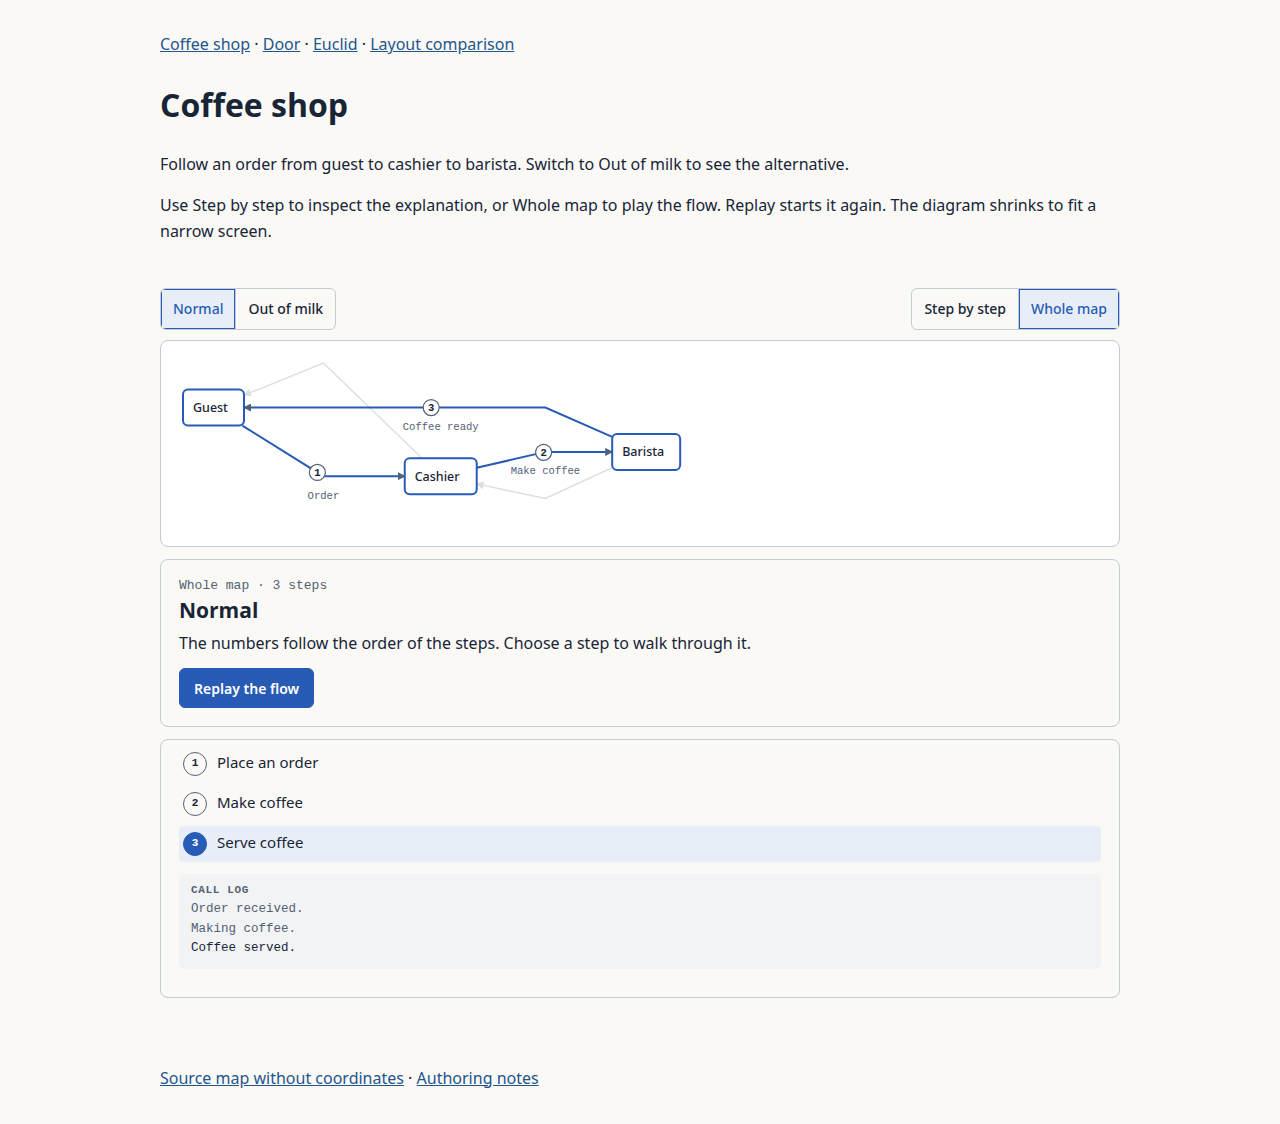 Coffee shop · Door · Euclid · Layout comparison
Coffee shop
Follow an order from guest to cashier to barista. Switch to Out of milk to see the alternative.
Use Step by step to inspect the explanation, or Whole map to play the flow. Replay starts it again. The diagram shrinks to fit a
narrow screen.
Normal Out of milk Step by step Whole map
Guest
3
Coffee ready
Barista
2
Make coffee
1
Cashier
Order
Whole map · 3 steps
Normal
The numbers follow the order of the steps. Choose a step to walk through it.
Replay the flow
1 Place an order
2 Make coffee
3 Serve coffee
CALL LOG
Order received.
Making coffee.
Coffee served.
Source map without coordinates · Authoring notes